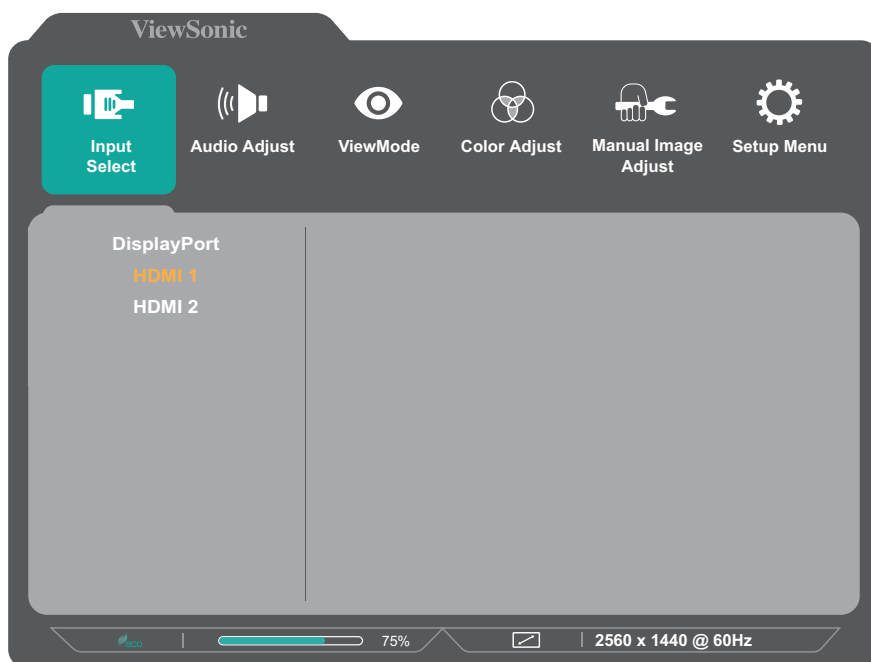 ViewSonic
Input
Select
Audio Adjust
ViewMode
Color Adjust
Manual Image
Adjust
Setup Menu
DisplayPort
HDMI 1
HDMI 2
eco
75%
2560 x 1440 @ 60Hz